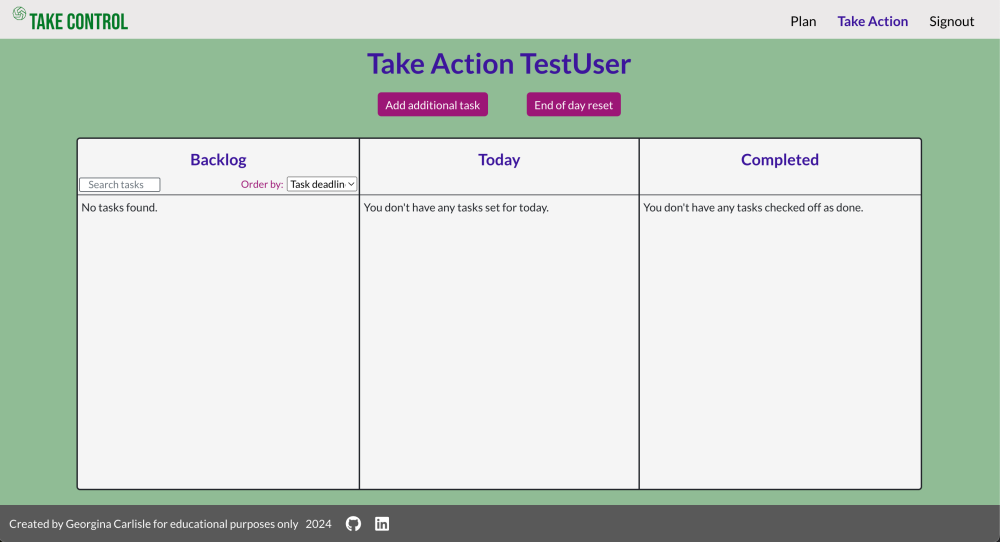 TAKE CONTROL
Plan Take Action Signout
Take Action TestUser
Add additional task End of day reset
Backlog Today Completed
Search tasks Order by: Task deadlin
No tasks found. You don't have any tasks set for today. You don't have any tasks checked off as done.
Created by Georgina Carlisle for educational purposes only 2024